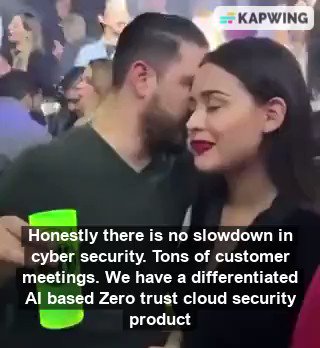 KAPWING
Honestly there is no slowdown in
cyber security. Tons of customer
meetings. We have a differentiated
AI based Zero trust cloud security
product